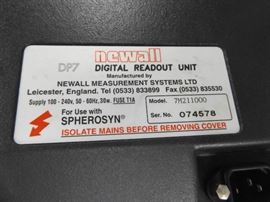 newall
DP7 DIGITAL READOUT UNIT
Manufactured by
NEWALL MEASUREMENT SYSTEMS LTD
Leicester, England. Tel (0533) 833899 Fax (0533) 835530
Supply 100-240v, 50-60Hz, 30w. FUSE T1A
Model. 7M211000
For Use with
SPHEROSYN®
Ser. No 074578
ISOLATE MAINS BEFORE REMOVING COVER